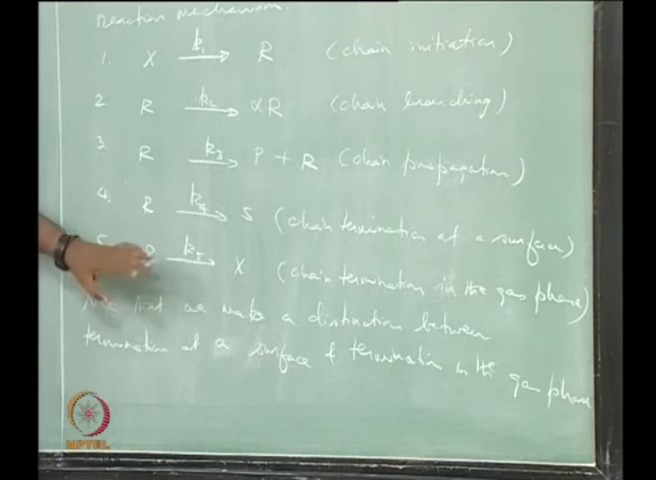 reaction mechanism.
1. X k1 → R (chain initiation)
2. R k2 → αR (chain branching)
3. R k3 → P + R (chain propagation)
4. R k4 → S (chain termination at a surface)
5. R k5 → X (chain termination in the gas phase)
that we make a distinction between
termination at a surface & termination in the gas phase
NPTEL